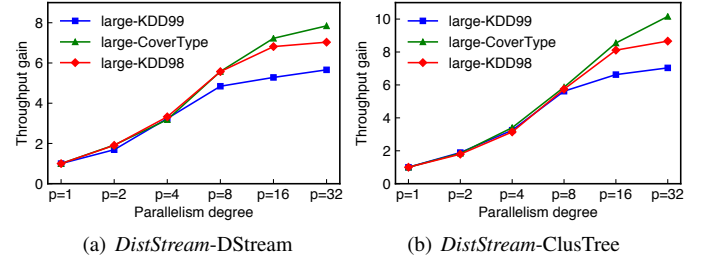 large-KDD99
large-CoverType
large-KDD98
Throughput gain
8
6
4
2
0
p=1 p=2 p=4 p=8 p=16 p=32
Parallelism degree
(a) DistStream-DStream
large-KDD99
large-CoverType
large-KDD98
Throughput gain
10
8
6
4
2
0
p=1 p=2 p=4 p=8 p=16 p=32
Parallelism degree
(b) DistStream-ClusTree